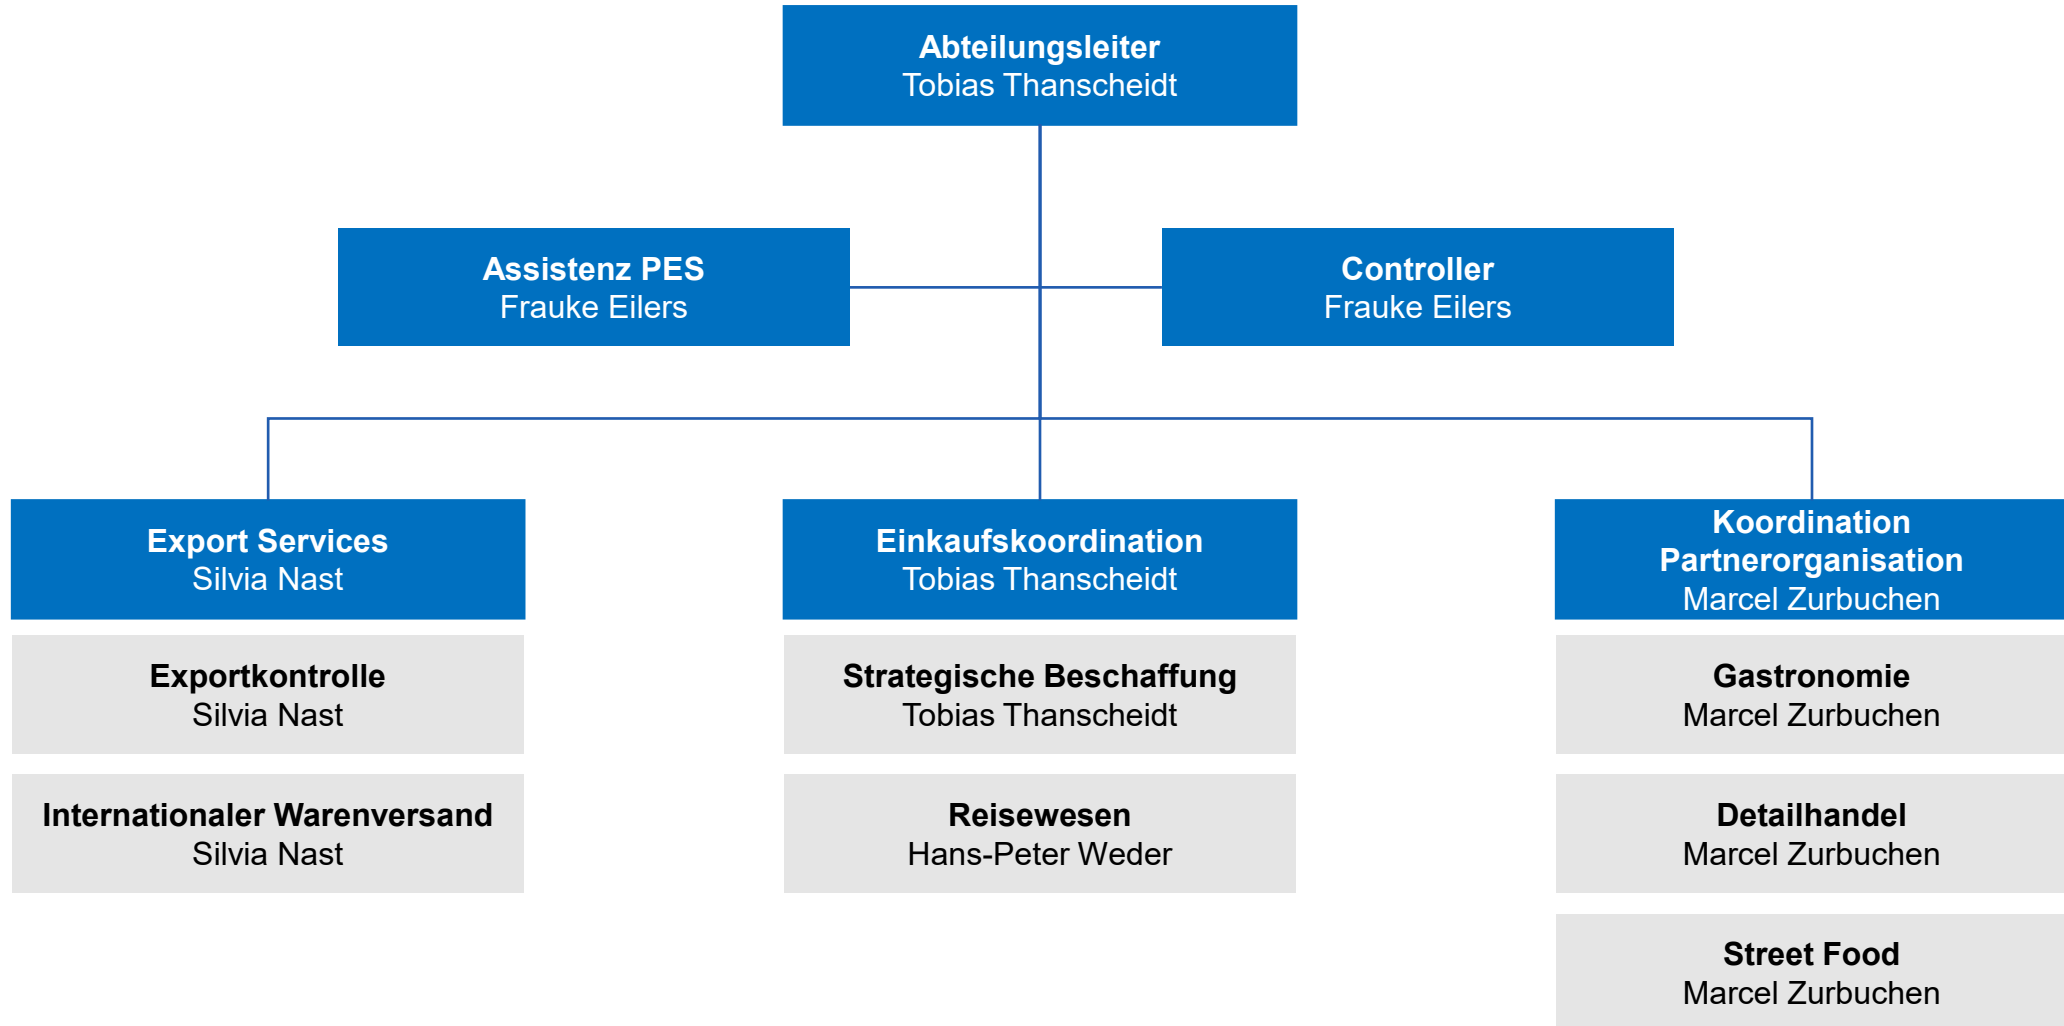 Abteilungsleiter
Tobias Thanscheidt
Assistenz PES
Frauke Eilers
Controller
Frauke Eilers
Export Services
Silvia Nast
Exportkontrolle
Silvia Nast
Internationaler Warenversand
Silvia Nast
Einkaufskoordination
Tobias Thanscheidt
Strategische Beschaffung
Tobias Thanscheidt
Reisewesen
Hans-Peter Weder
Koordination
Partnerorganisation
Marcel Zurbuchen
Gastronomie
Marcel Zurbuchen
Detailhandel
Marcel Zurbuchen
Street Food
Marcel Zurbuchen